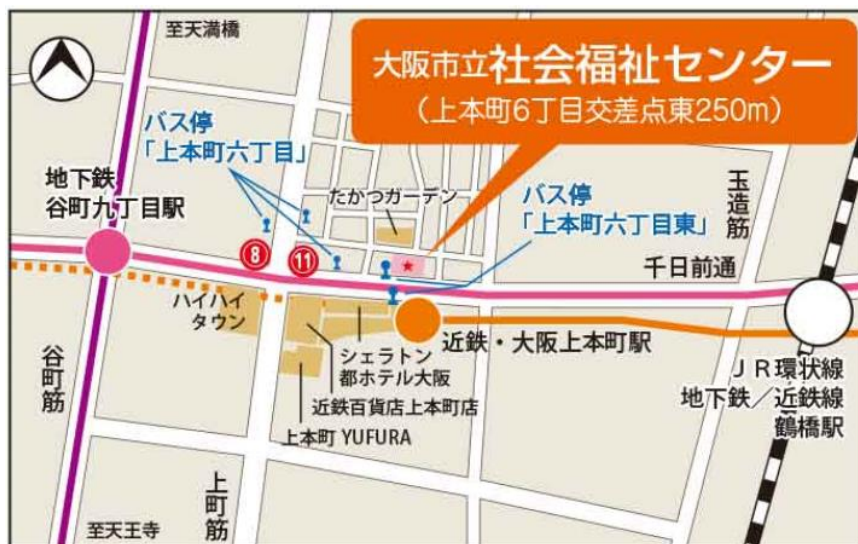 至天満橋
大阪市立社会福祉センター
（上本町6丁目交差点東250m）
バス停
「上本町六丁目」
地下鉄
谷町九丁目駅
たかつガーデン
バス停
「上本町六丁目東」
玉造筋
8
11
千日前通
ハイハイ
タウン
シェラトン
都ホテル大阪
近鉄・大阪上本町駅
近鉄百貨店上本町店
上本町 YUFURA
JR環状線
地下鉄／近鉄線
鶴橋駅
谷町筋
上町筋
至天王寺